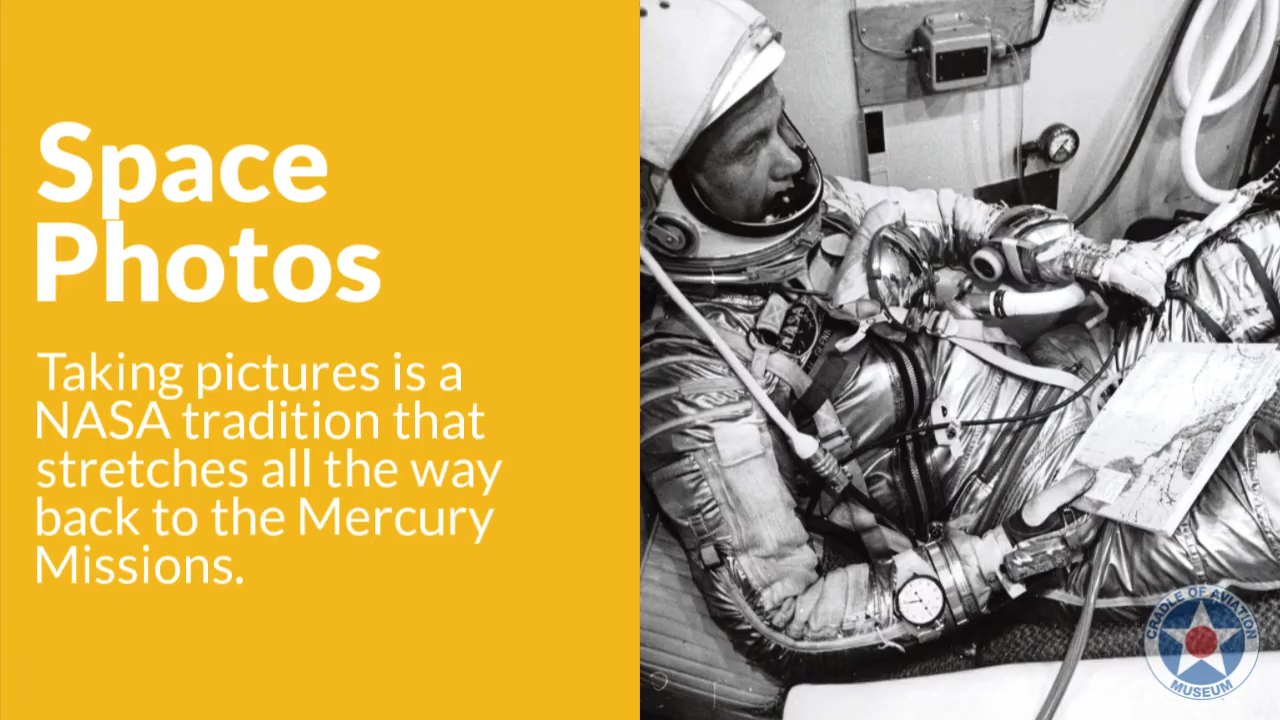 Space
Photos
Taking pictures is a
NASA tradition that
stretches all the way
back to the Mercury
Missions.
NASA
GLENN
CRADLE OF AVIATION
MUSEUM